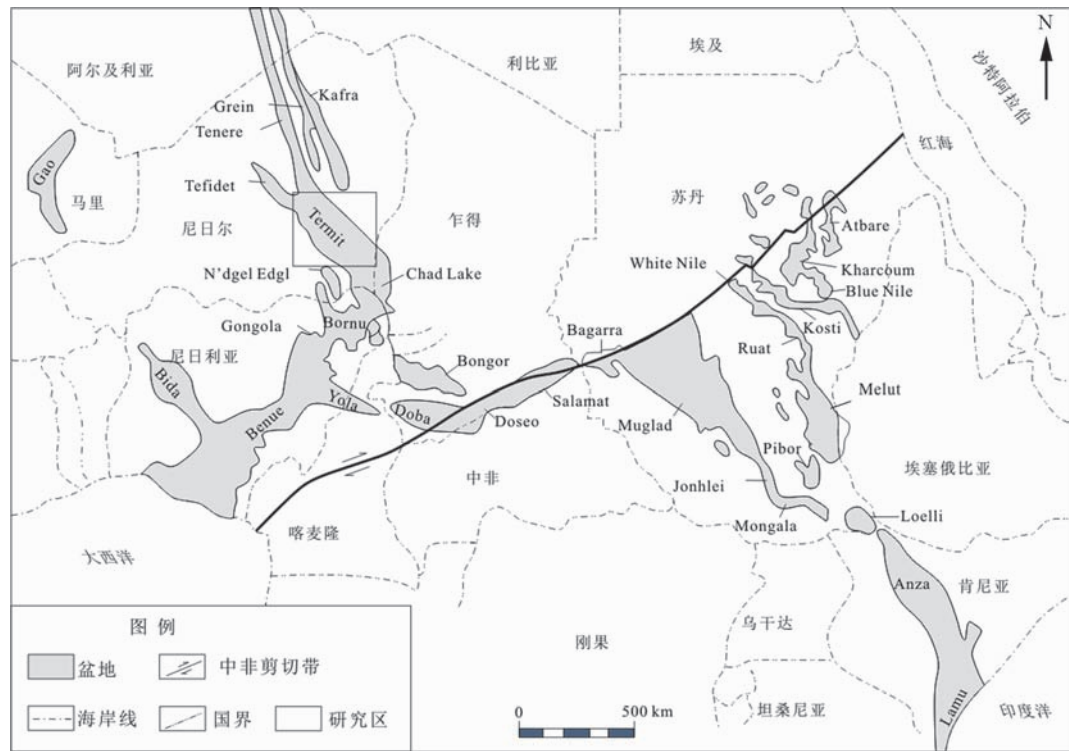 N
埃及
阿尔及利亚
利比亚
沙特阿拉伯
Kafra
Grein
Tenere
红海
Gao
马里
Tefidet
苏丹
尼日尔
Termit
乍得
Atbare
N'dgel Edgl
Chad Lake
White Nile
Kharcoum
Blue Nile
Gongola
Bornu
Bagarra
Kosti
尼日利亚
Bongor
Ruat
Bida
Yola
Doba
Salamat
Melut
Benue
Doseo
Muglad
Pibor
中非
埃塞俄比亚
Jonhlei
Loelli
喀麦隆
Mongala
大西洋
Anza
肯尼亚
乌干达
刚果
图 例
盆地
中非剪切带
海岸线
国界
研究区
0
500 km
坦桑尼亚
Lamu
印度洋